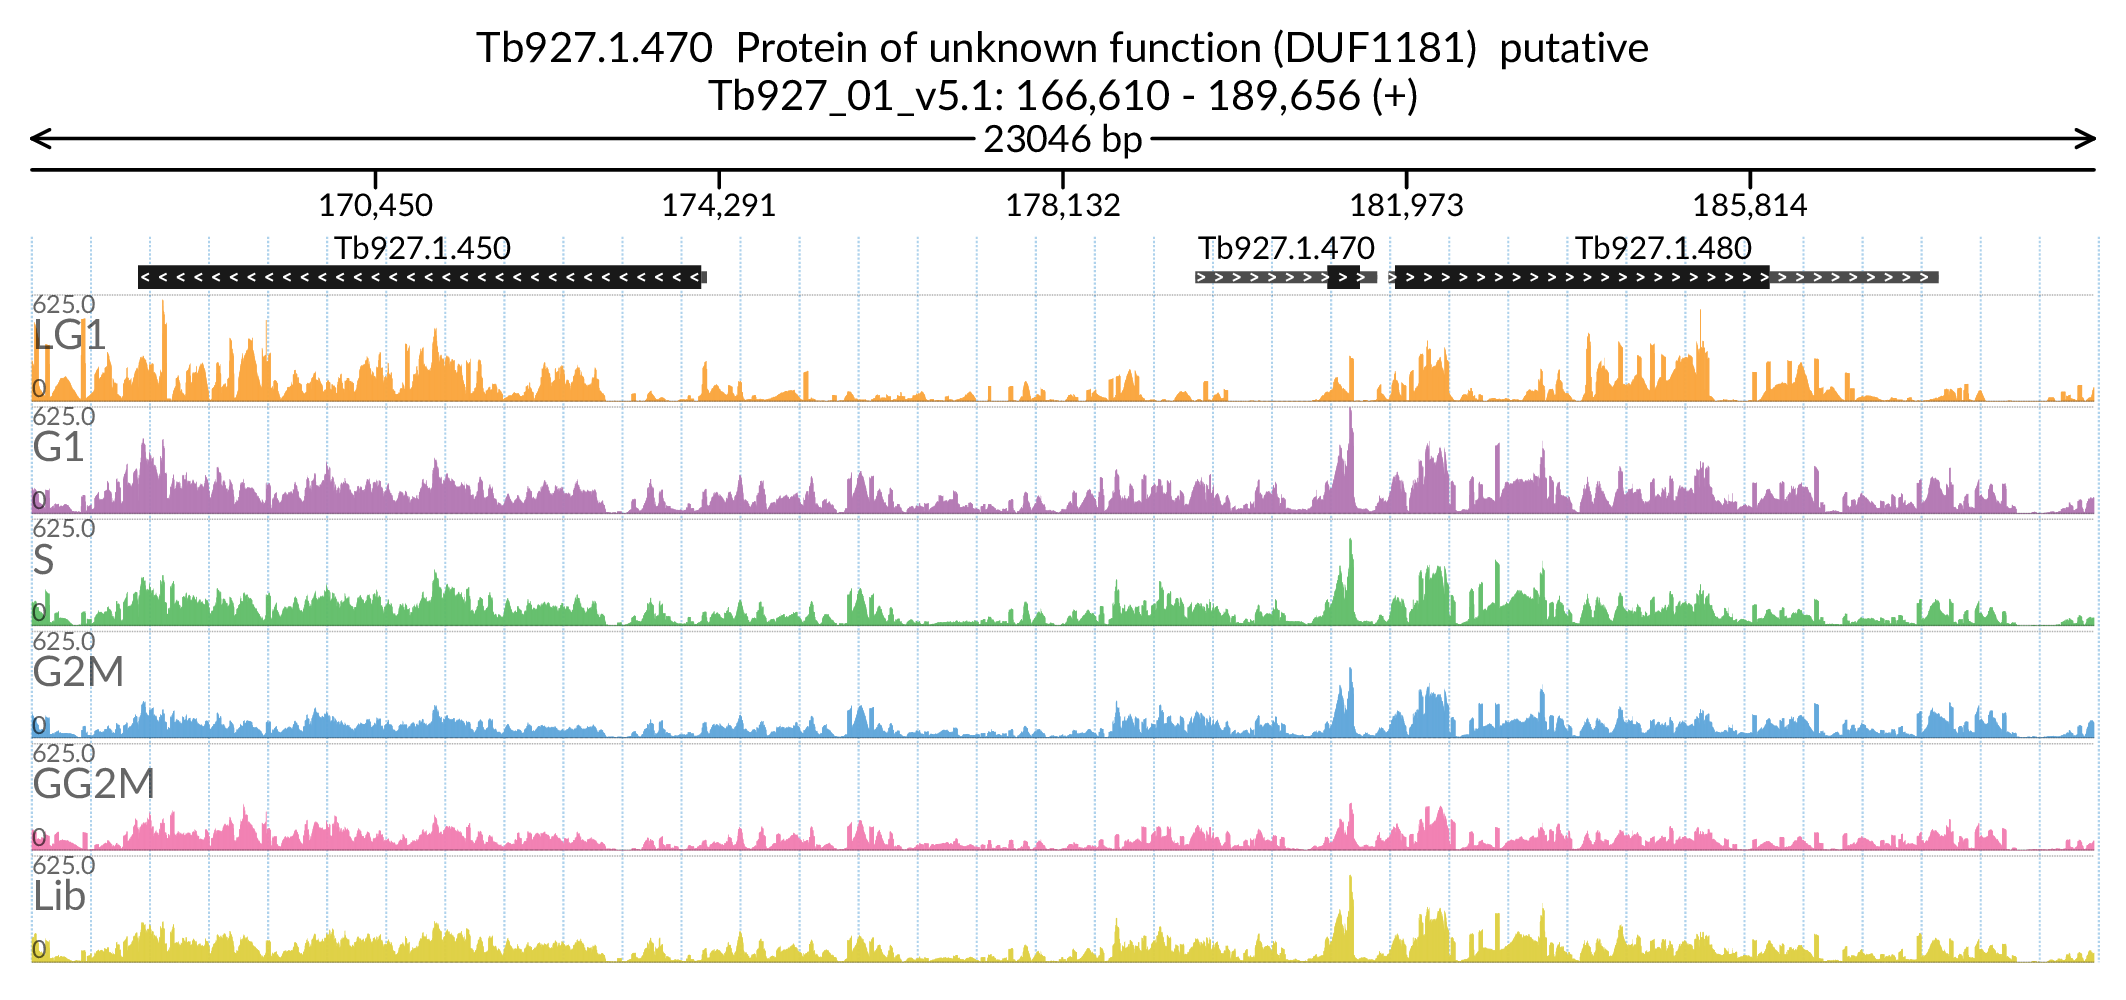 Tb927.1.470 Protein of unknown function (DUF1181) putative
Tb927_01_v5.1: 166,610 - 189,656 (+)
23046 bp
170,450 174,291 178,132 181,973 185,814
Tb927.1.450 Tb927.1.470 Tb927.1.480
625.0
LG1
0
625.0
G1
0
625.0
S
0
625.0
G2M
0
625.0
GG2M
0
625.0
Lib
0